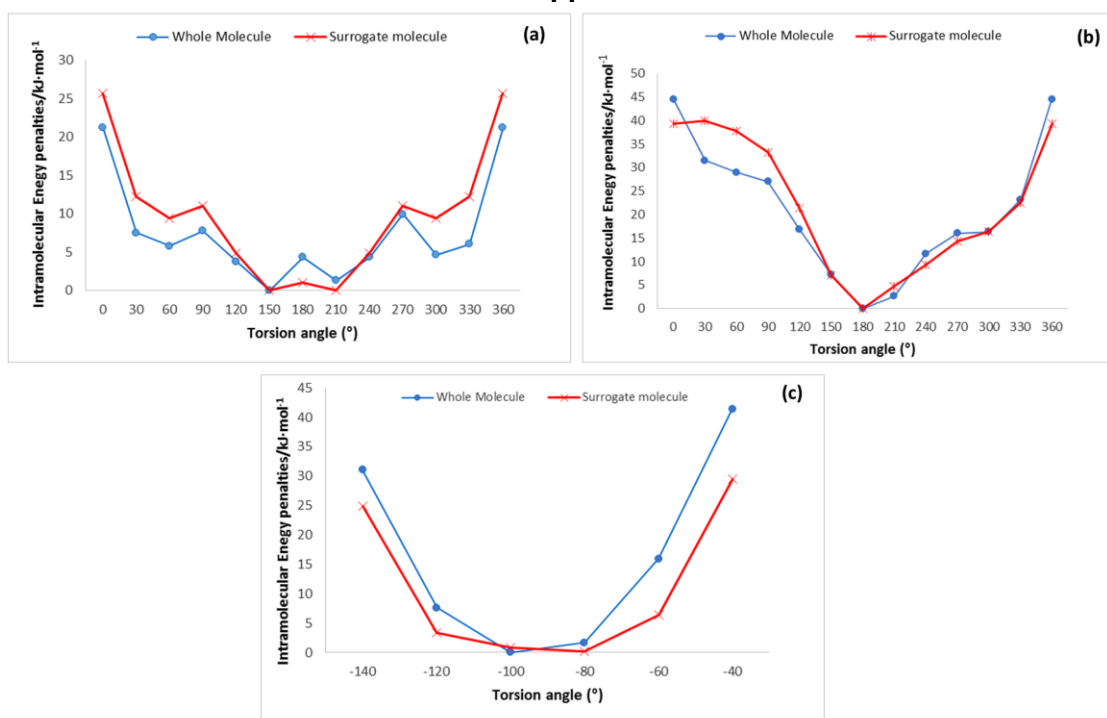 Whole Molecule Surrogate molecule (a)
Intramolecular Enegy penalties/kJ·mol-1
30
25
20
15
10
5
0
0 30 60 90 120 150 180 210 240 270 300 330 360
Torsion angle (°)
Whole Molecule Surrogate molecule (b)
Intramolecular Enegy penalties/kJ·mol-1
50
45
40
35
30
25
20
15
10
5
0
0 30 60 90 120 150 180 210 240 270 300 330 360
Torsion angle (°)
Whole Molecule Surrogate molecule (c)
Intramolecular Enegy penalties/kJ·mol-1
45
40
35
30
25
20
15
10
5
0
-140 -120 -100 -80 -60 -40
Torsion angle (°)